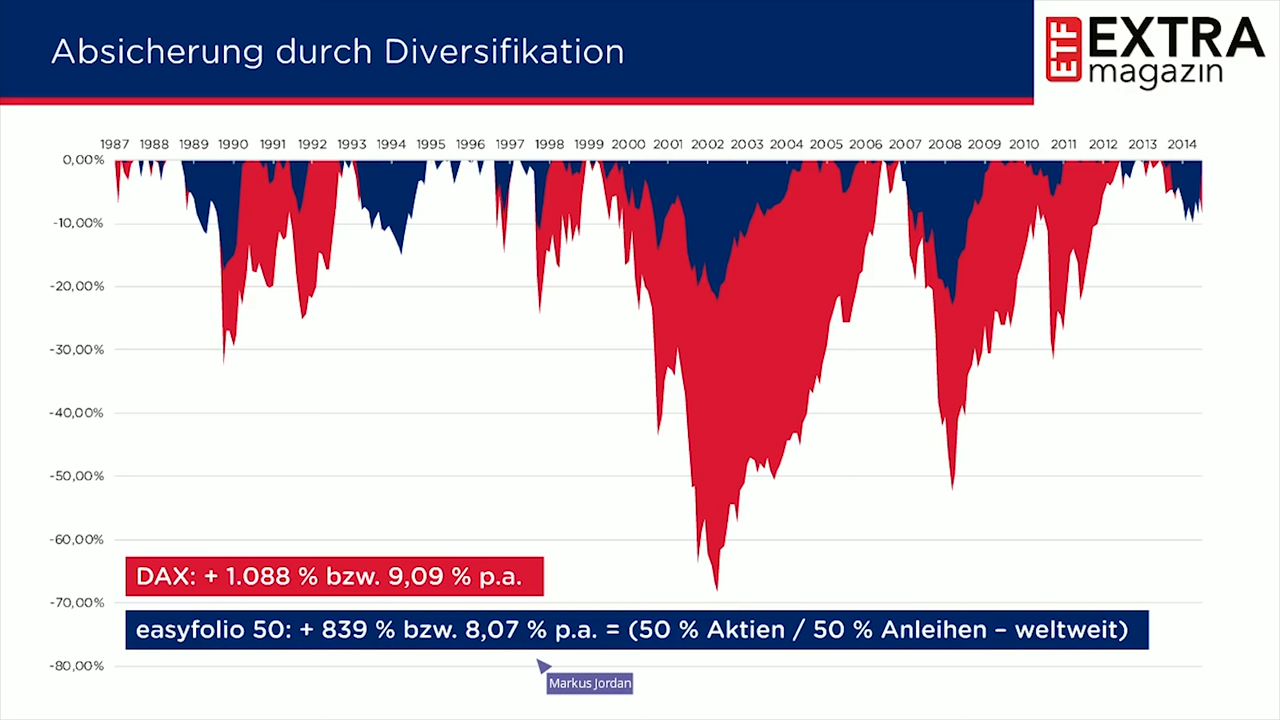 Absicherung durch Diversifikation
ETF EXTRA
magazin
1987 1988 1989 1990 1991 1992 1993 1994 1995 1996 1997 1998 1999 2000 2001 2002 2003 2004 2005 2006 2007 2008 2009 2010 2011 2012 2013 2014
0,00%
-10,00%
-20,00%
-30,00%
-40,00%
-50,00%
-60,00%
DAX: + 1.088 % bzw. 9,09 % p.a.
-70,00%
easyfolio 50: + 839 % bzw. 8,07 % p.a. = (50 % Aktien / 50 % Anleihen – weltweit)
-80,00%
Markus Jordan